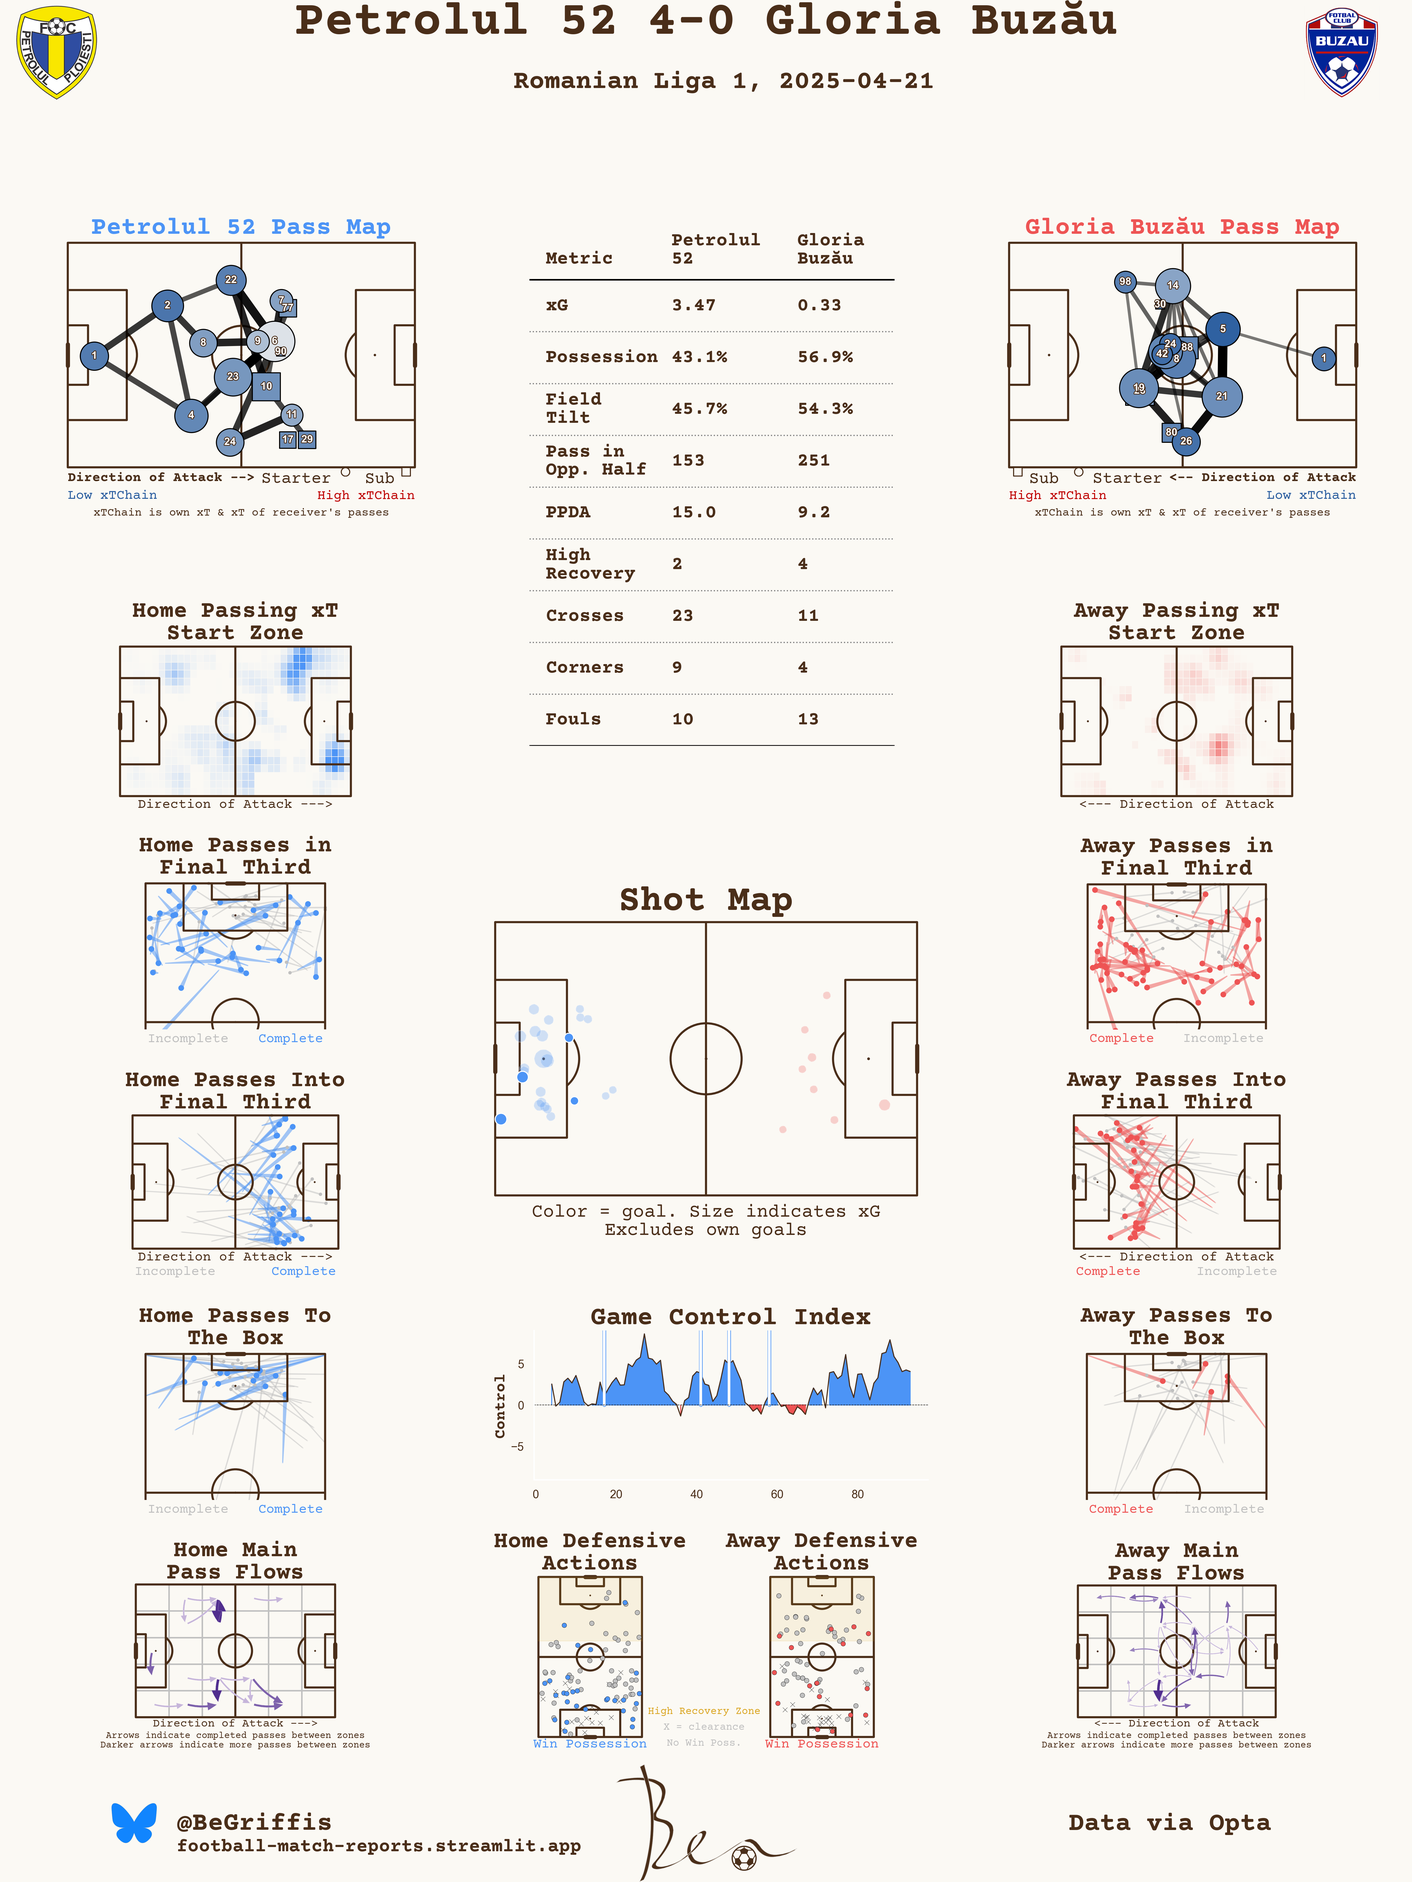 Petrolul 52 4-0 Gloria Buzău
Romanian Liga 1, 2025-04-21
FC
PETROLUL PLOIESTI
FOTBAL
CLUB
BUZAU
Petrolul 52 Pass Map
22
2
7
77
8
9
6
90
1
23
10
4
11
24
17
29
Direction of Attack --> Starter Sub
Low xTChain High xTChain
xTChain is own xT & xT of receiver's passes
Metric Petrolul 52 Gloria Buzău
xG 3.47 0.33
Possession 43.1% 56.9%
Field Tilt 45.7% 54.3%
Pass in Opp. Half 153 251
PPDA 15.0 9.2
High Recovery 2 4
Crosses 23 11
Corners 9 4
Fouls 10 13
Gloria Buzău Pass Map
98
14
30
5
24
88
42
8
1
19
21
80
26
Sub Starter <-- Direction of Attack
High xTChain Low xTChain
xTChain is own xT & xT of receiver's passes
Home Passing xT
Start Zone
Direction of Attack --->
Away Passing xT
Start Zone
<--- Direction of Attack
Home Passes in
Final Third
Incomplete Complete
Away Passes in
Final Third
Complete Incomplete
Shot Map
Color = goal. Size indicates xG
Excludes own goals
Home Passes Into
Final Third
Direction of Attack --->
Incomplete Complete
Away Passes Into
Final Third
<--- Direction of Attack
Complete Incomplete
Home Passes To
The Box
Incomplete Complete
Game Control Index
Control
5
0
−5
0 20 40 60 80
Away Passes To
The Box
Complete Incomplete
Home Main
Pass Flows
Direction of Attack --->
Arrows indicate completed passes between zones
Darker arrows indicate more passes between zones
Home Defensive
Actions
Win Possession
Away Defensive
Actions
Win Possession
High Recovery Zone
X = clearance
No Win Poss.
Away Main
Pass Flows
<--- Direction of Attack
Arrows indicate completed passes between zones
Darker arrows indicate more passes between zones
@BeGriffis
football-match-reports.streamlit.app
Ben
Data via Opta